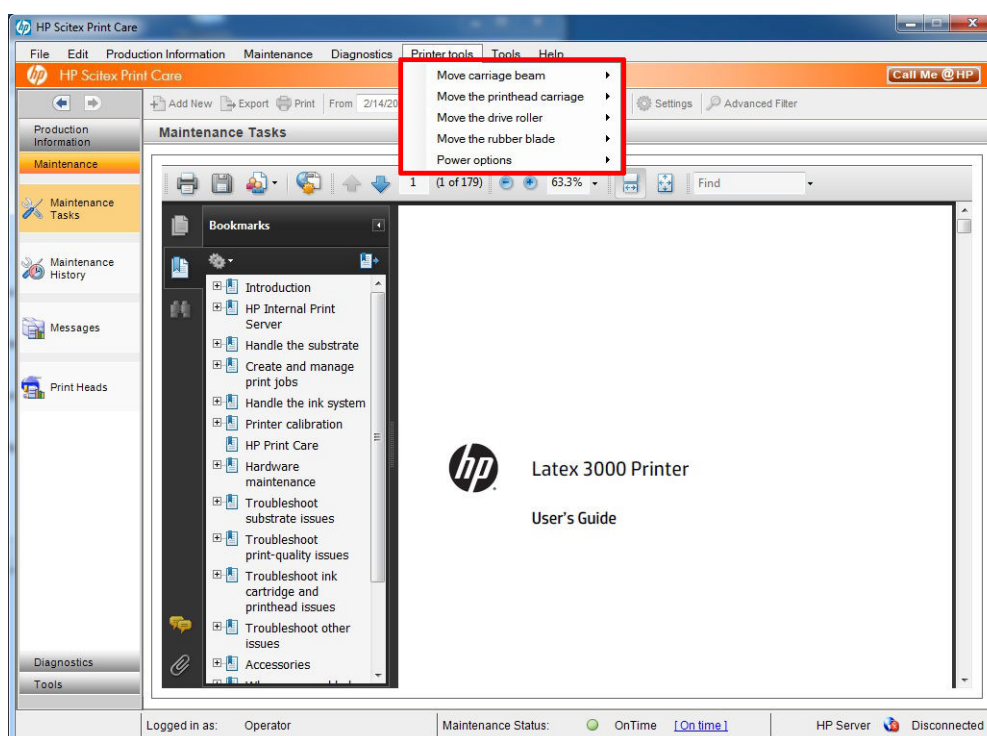 HP Scitex Print Care
File Edit Production Information Maintenance Diagnostics Printer tools Tools Help
HP Scitex Print Care
Call Me @ HP
Add New Export Print From 2/14/20
Settings Advanced Filter
Move carriage beam
Move the printhead carriage
Move the drive roller
Move the rubber blade
Power options
Production
Information
Maintenance
Maintenance
Tasks
Maintenance
History
Messages
Print Heads
Diagnostics
Tools
Maintenance Tasks
1 (1 of 179) 63.3% Find
Bookmarks
Introduction
HP Internal Print
Server
Handle the substrate
Create and manage
print jobs
Handle the ink system
Printer calibration
HP Print Care
Hardware
maintenance
Troubleshoot
substrate issues
Troubleshoot
print-quality issues
Troubleshoot ink
cartridge and
printhead issues
Troubleshoot other
issues
Accessories
hp
Latex 3000 Printer
User's Guide
Logged in as: Operator
Maintenance Status: OnTime [ On time ]
HP Server Disconnected